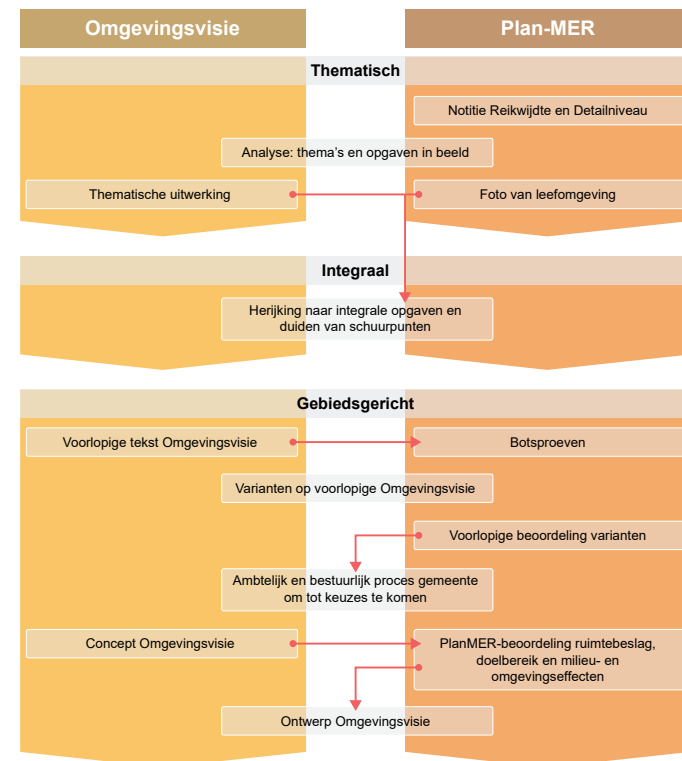 Omgevingsvisie
Plan-MER
Thematisch
Notitie Reikwijdte en Detailniveau
Analyse: thema's en opgaven in beeld
Thematische uitwerking
Foto van leefomgeving
Integraal
Herijking naar integrale opgaven en
duiden van schuurpunten
Gebiedsgericht
Voorlopige tekst Omgevingsvisie
Botsproeven
Varianten op voorlopige Omgevingsvisie
Voorlopige beoordeling varianten
Ambtelijk en bestuurlijk proces gemeente
om tot keuzes te komen
Concept Omgevingsvisie
PlanMER-beoordeling ruimtebeslag,
doelbereik en milieu- en
omgevingseffecten
Ontwerp Omgevingsvisie